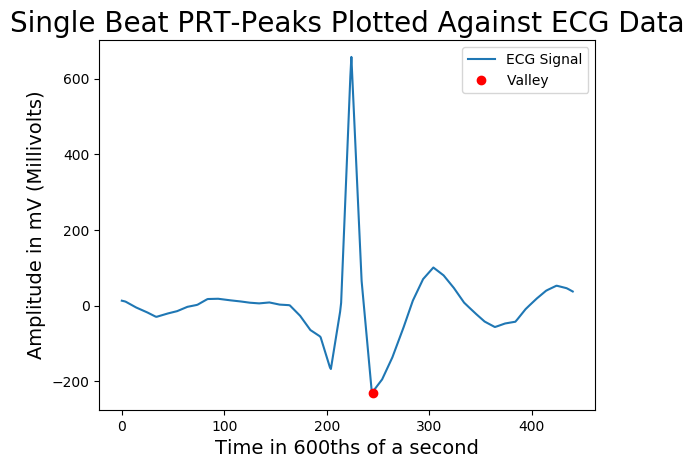 Single Beat PRT-Peaks Plotted Against ECG Data
ECG Signal
Valley
Amplitude in mV (Millivolts)
600
400
200
0
−200
0
100
200
300
400
Time in 600ths of a second